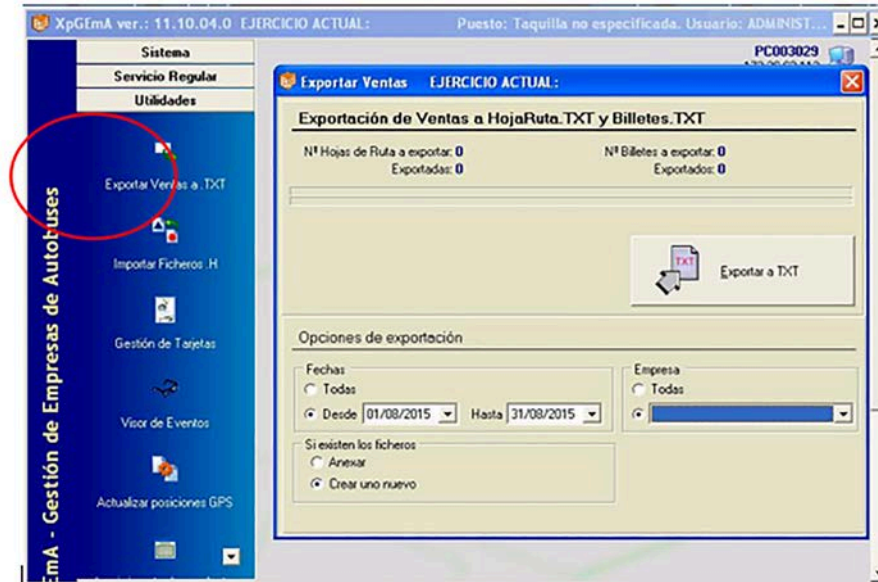 XpGEmA ver.: 11.10.04.0 EJERCICIO ACTUAL: Puesto: Taquilla no especificada. Usuario: ADMINIST...
Sistema
Servicio Regular
Utilidades
PC003029
Exportar Ventas a .TXT
Importar Ficheros .H
Gestión de Tarjetas
Visor de Eventos
Actualizar posiciones GPS
EmA - Gestión de Empresas de Autobuses
Exportar Ventas EJERCICIO ACTUAL:
Exportación de Ventas a HojaRuta.TXT y Billetes.TXT
Nº Hojas de Ruta a exportar: 0 Nº Billetes a exportar: 0
Exportadas: 0 Exportados: 0
TXT
Exportar a TXT
Opciones de exportación
Fechas
Todas
Desde 01/08/2015 Hasta 31/08/2015
Empresa
Todas
Si existen los ficheros
Anexar
Crear uno nuevo